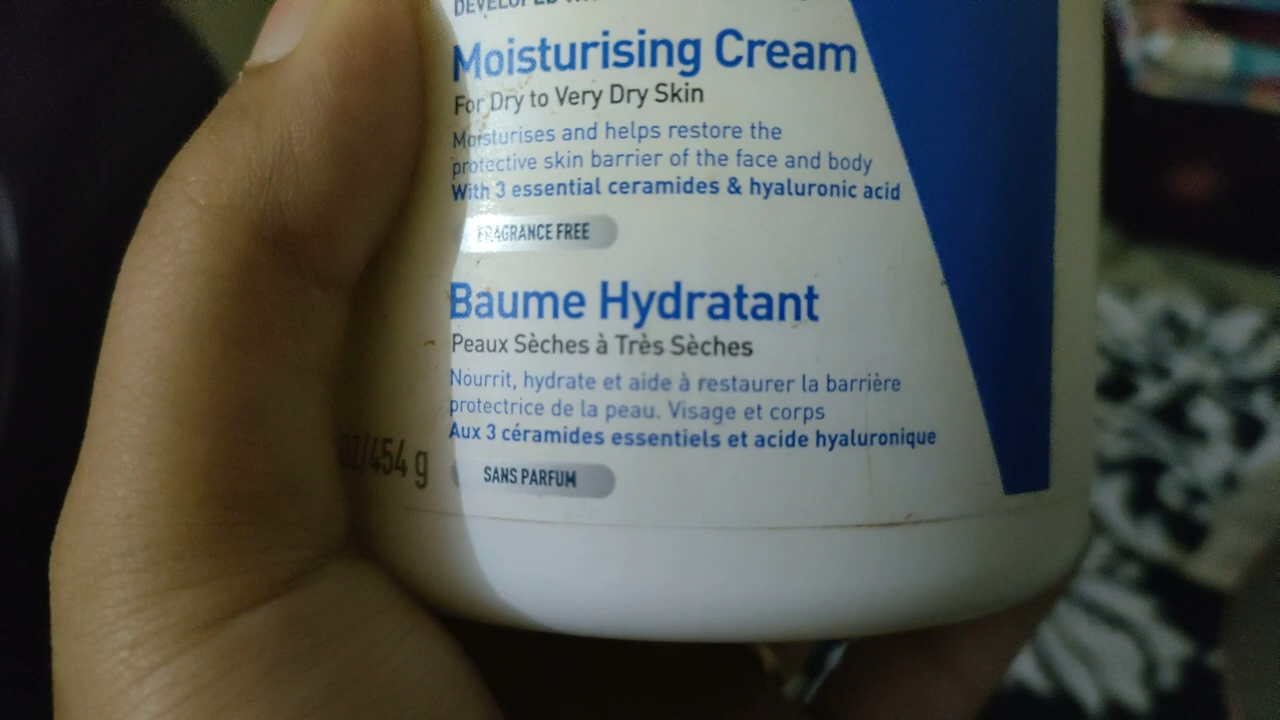 DEVELOPED
Moisturising Cream
For Dry to Very Dry Skin
Moisturises and helps restore the
protective skin barrier of the face and body
With 3 essential ceramides & hyaluronic acid
FRAGRANCE FREE
Baume Hydratant
Peaux Sèches à Très Sèches
Nourrit, hydrate et aide à restaurer la barrière
protectrice de la peau. Visage et corps
Aux 3 céramides essentiels et acide hyaluronique
OZ/454 g
SANS PARFUM